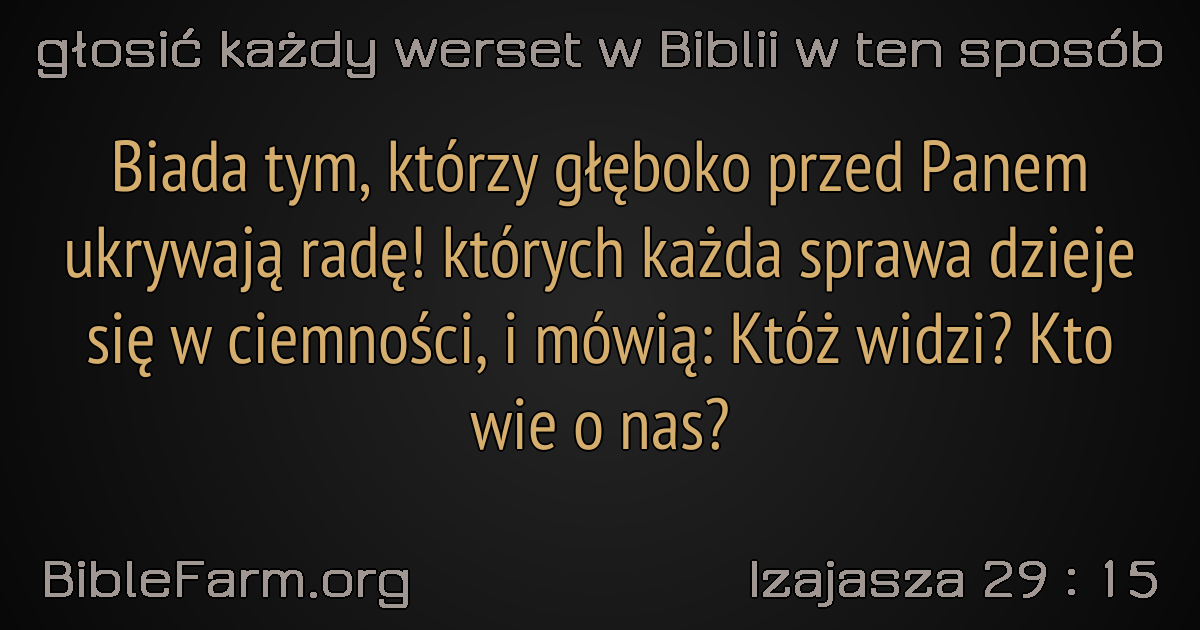 głosić każdy werset w Biblii w ten sposób
Biada tym, którzy głęboko przed Panem
ukrywają radę! których każda sprawa dzieje
się w ciemności, i mówią: Któż widzi? Kto
wie o nas?
BibleFarm.org
Izajasza 29 : 15